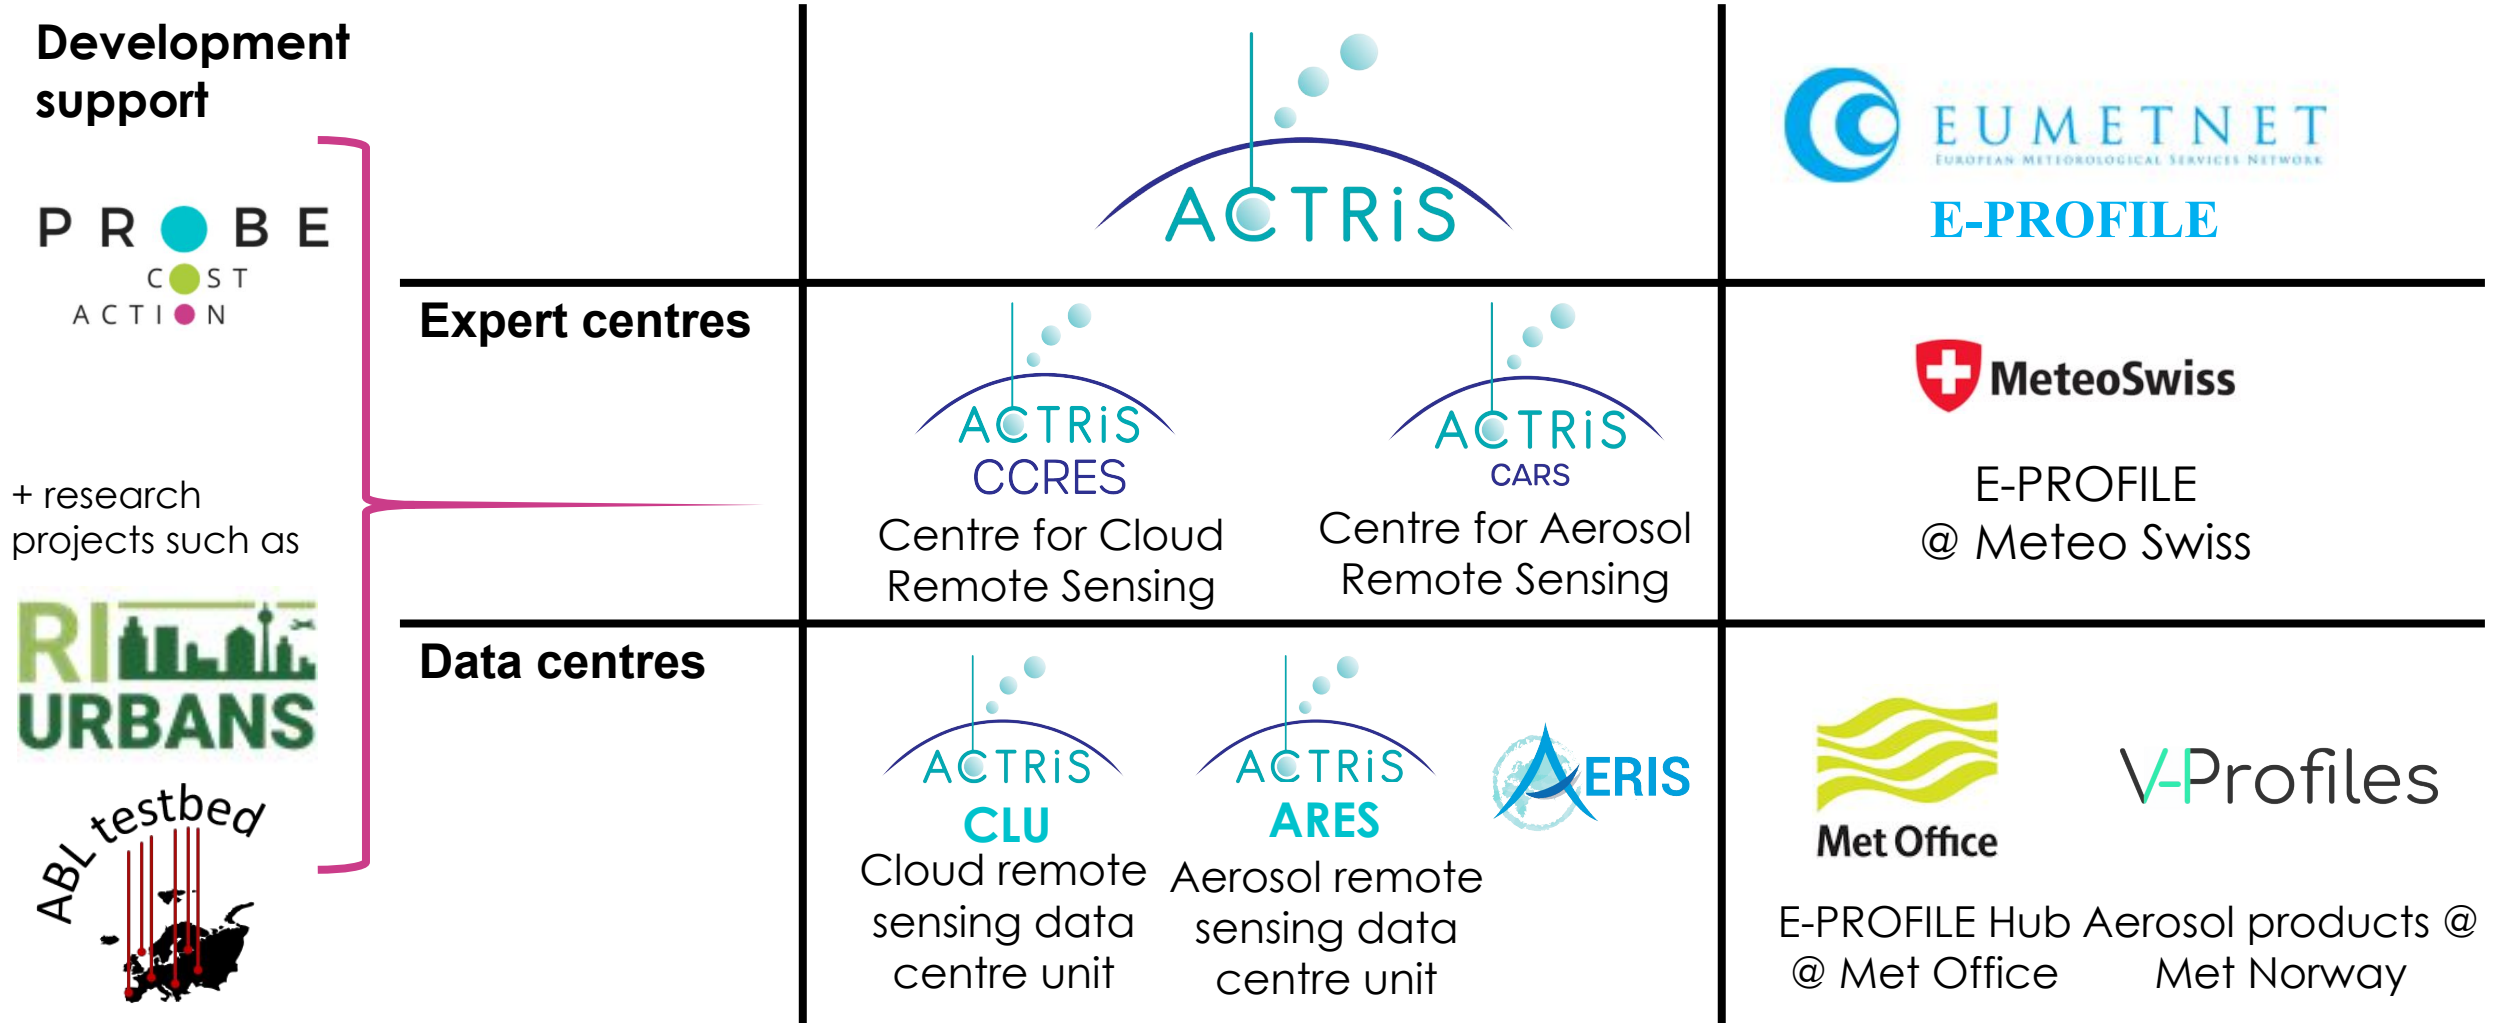 Development
support
PROBE
COST
ACTION
+ research
projects such as
RI
URBANS
ABL testbed
ACTRiS
EUMETNET
EUROPEAN METEOROLOGICAL SERVICES NETWORK
E-PROFILE
Expert centres
ACTRiS
CCRES
Centre for Cloud
Remote Sensing
ACTRiS
CARS
Centre for Aerosol
Remote Sensing
MeteoSwiss
E-PROFILE
@ Meteo Swiss
Data centres
ACTRiS
CLU
Cloud remote
sensing data
centre unit
ACTRiS
ARES
Aerosol remote
sensing data
centre unit
AERIS
Met Office
E-PROFILE Hub
@ Met Office
V-Profiles
Aerosol products @
Met Norway